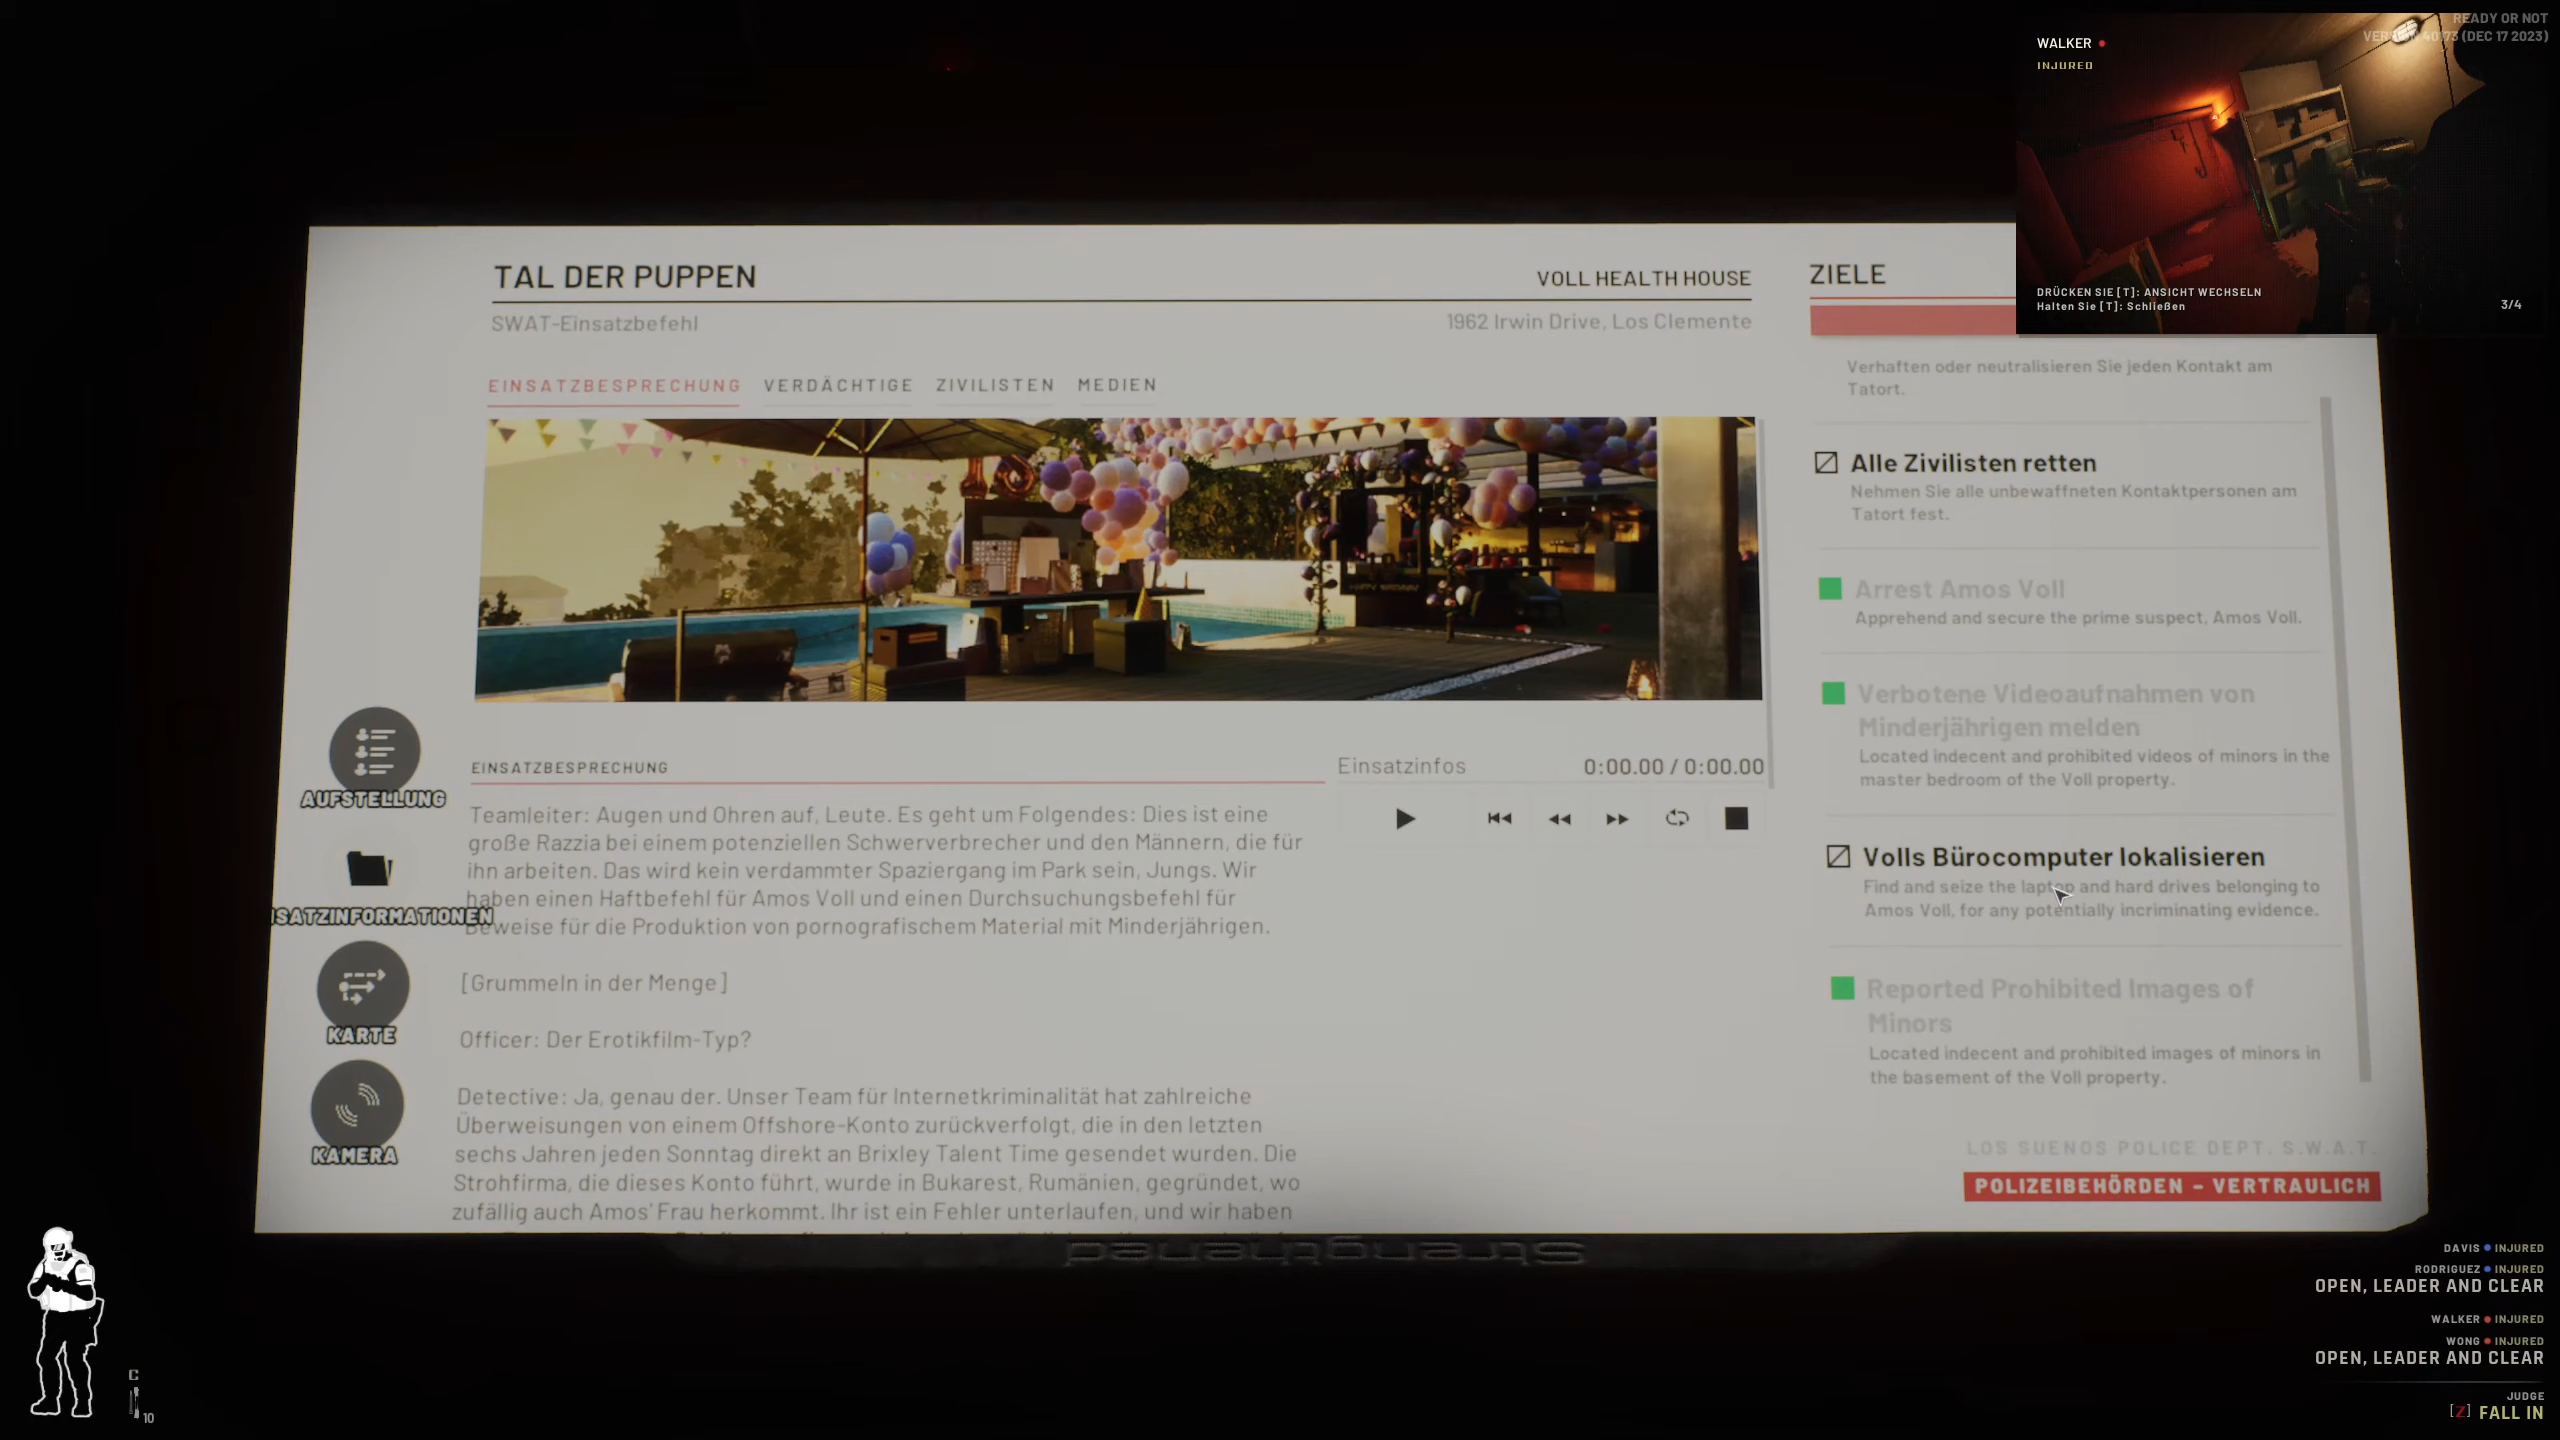 READY OR NOT
(DEC 17 2023)
WALKER
INJURED
DRÜCKEN SIE [T]: ANSICHT WECHSELN
Halten Sie [T]: Schließen
3/4
TAL DER PUPPEN
VOLL HEALTH HOUSE
SWAT-Einsatzbefehl
1962 Irwin Drive, Los Clemente
EINSATZBESPRECHUNG
VERDÄCHTIGE
ZIVILISTEN
MEDIEN
EINSATZBESPRECHUNG
Einsatzinfos
0:00.00 / 0:00.00
Teamleiter: Augen und Ohren auf, Leute. Es geht um Folgendes: Dies ist eine
große Razzia bei einem potenziellen Schwerverbrecher und den Männern, die für
ihn arbeiten. Das wird kein verdammter Spaziergang im Park sein, Jungs. Wir
haben einen Haftbefehl für Amos Voll und einen Durchsuchungsbefehl für
Beweise für die Produktion von pornografischem Material mit Minderjährigen.
[Grummeln in der Menge]
Officer: Der Erotikfilm-Typ?
Detective: Ja, genau der. Unser Team für Internetkriminalität hat zahlreiche
Überweisungen von einem Offshore-Konto zurückverfolgt, die in den letzten
sechs Jahren jeden Sonntag direkt an Brixley Talent Time gesendet wurden. Die
Strohfirma, die dieses Konto führt, wurde in Bukarest, Rumänien, gegründet, wo
zufällig auch Amos' Frau herkommt. Ihr ist ein Fehler unterlaufen, und wir haben
AUFSTELLUNG
SATZINFORMATIONEN
KARTE
KAMERA
ZIELE
Verhaften oder neutralisieren Sie jeden Kontakt am
Tatort.
Alle Zivilisten retten
Nehmen Sie alle unbewaffneten Kontaktpersonen am
Tatort fest.
Arrest Amos Voll
Apprehend and secure the prime suspect, Amos Voll.
Verbotene Videoaufnahmen von
Minderjährigen melden
Located indecent and prohibited videos of minors in the
master bedroom of the Voll property.
Volls Bürocomputer lokalisieren
Find and seize the laptop and hard drives belonging to
Amos Voll, for any potentially incriminating evidence.
Reported Prohibited Images of
Minors
Located indecent and prohibited images of minors in
the basement of the Voll property.
LOS SUENOS POLICE DEPT. S.W.A.T.
POLIZEIBEHÖRDEN – VERTRAULICH
strengthened
C
10
DAVIS INJURED
RODRIGUEZ INJURED
OPEN, LEADER AND CLEAR
WALKER INJURED
WONG INJURED
OPEN, LEADER AND CLEAR
JUDGE
[Z] FALL IN